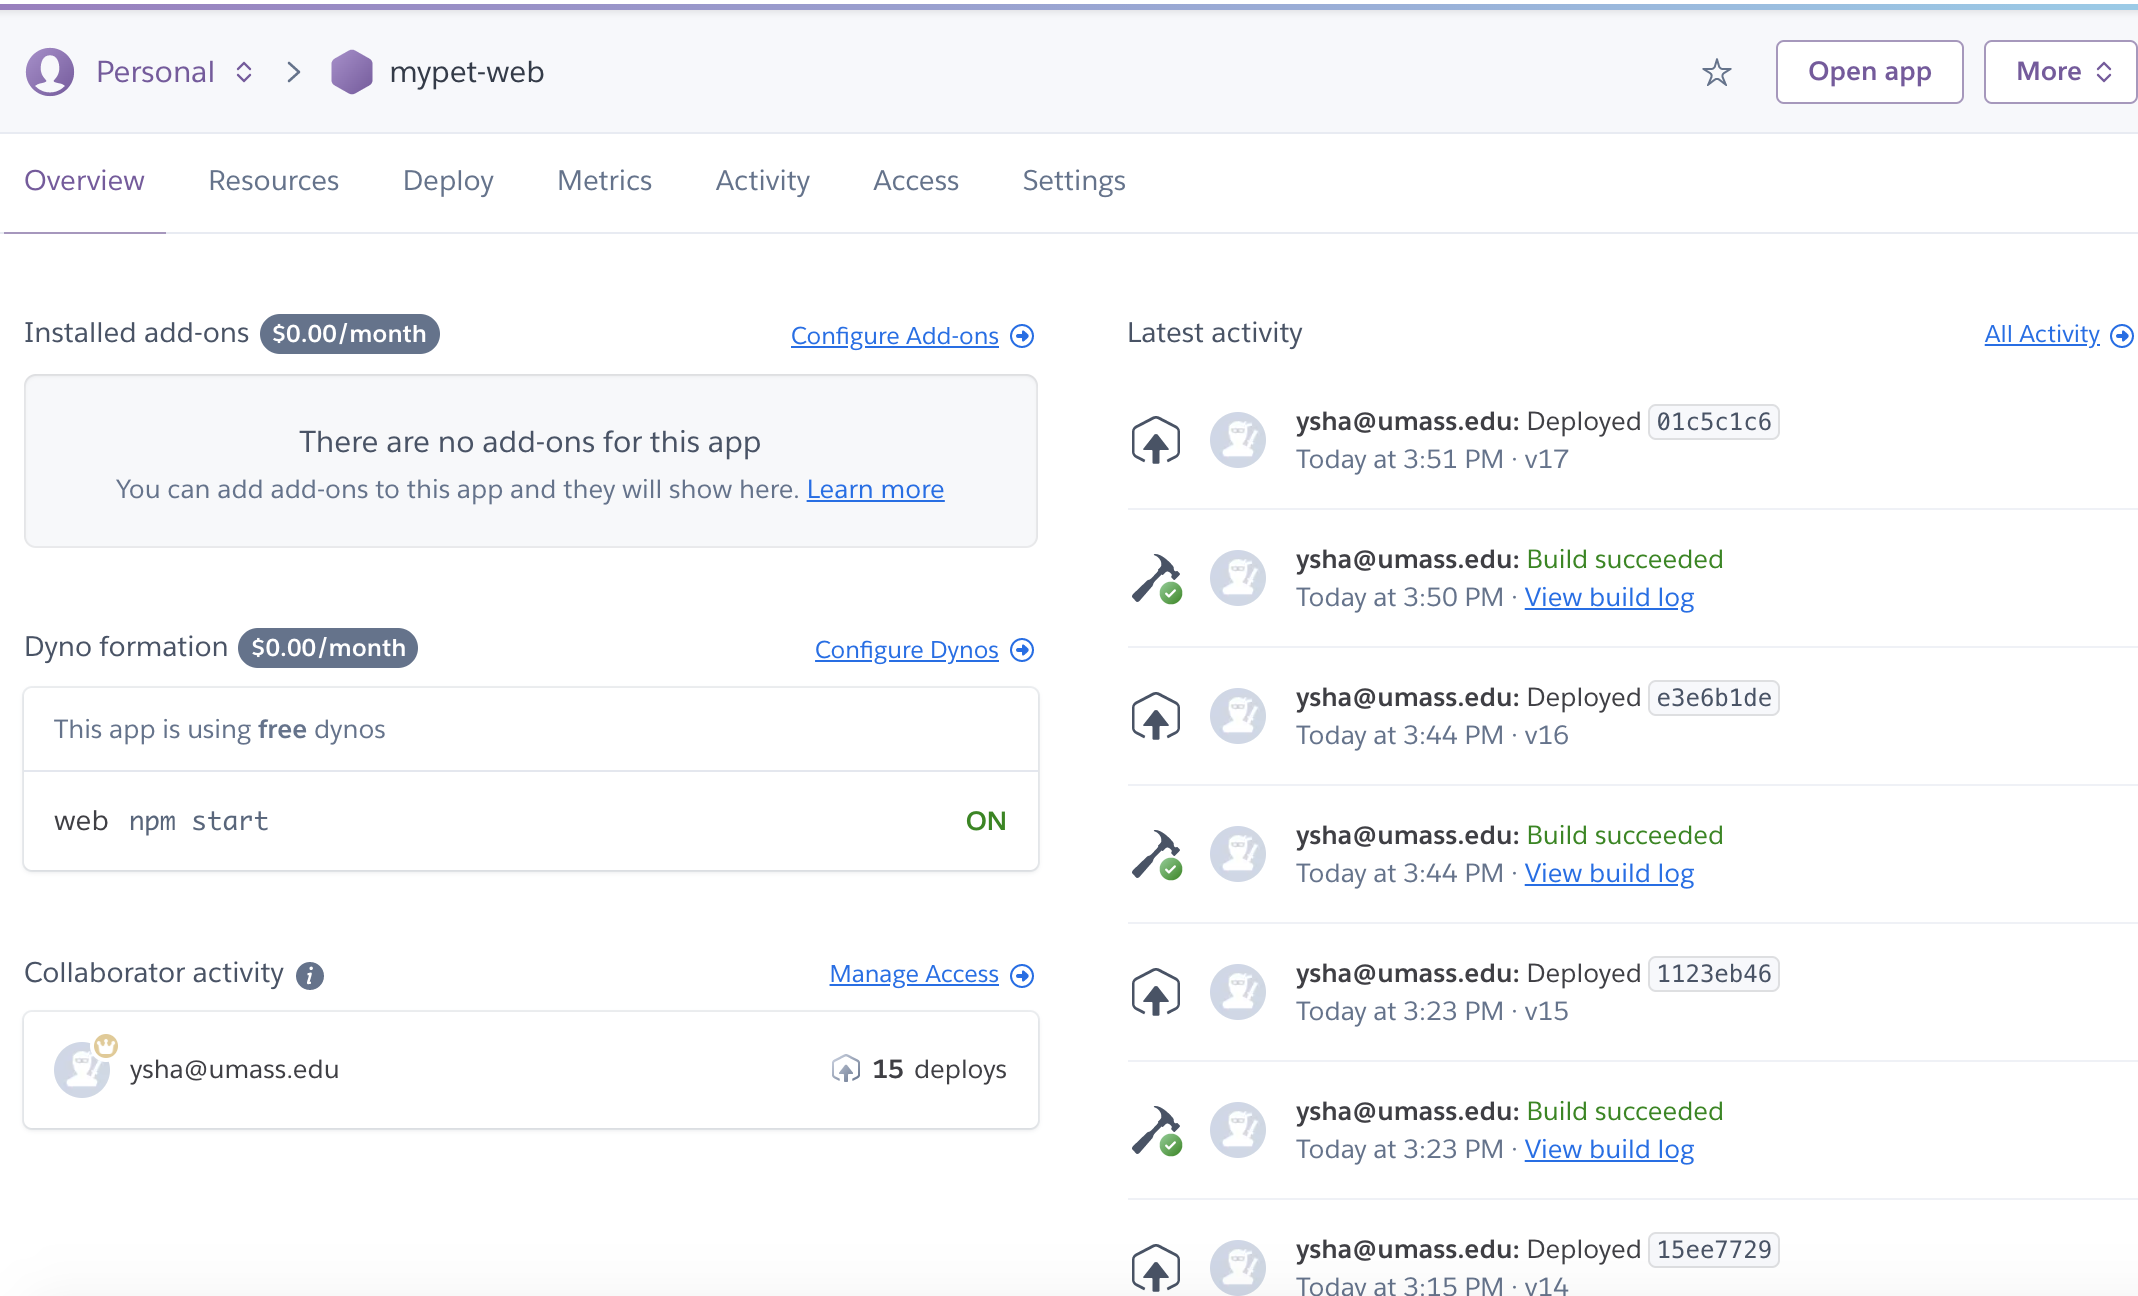 Personal mypet-web
Open app More
Overview Resources Deploy Metrics Activity Access Settings
Installed add-ons $0.00/month Configure Add-ons
There are no add-ons for this app
You can add add-ons to this app and they will show here. Learn more
Dyno formation $0.00/month Configure Dynos
This app is using free dynos
web npm start ON
Collaborator activity i Manage Access
ysha@umass.edu 15 deploys
Latest activity All Activity
ysha@umass.edu: Deployed 01c5c1c6
Today at 3:51 PM · v17
ysha@umass.edu: Build succeeded
Today at 3:50 PM · View build log
ysha@umass.edu: Deployed e3e6b1de
Today at 3:44 PM · v16
ysha@umass.edu: Build succeeded
Today at 3:44 PM · View build log
ysha@umass.edu: Deployed 1123eb46
Today at 3:23 PM · v15
ysha@umass.edu: Build succeeded
Today at 3:23 PM · View build log
ysha@umass.edu: Deployed 15ee7729
Today at 3:15 PM · v14